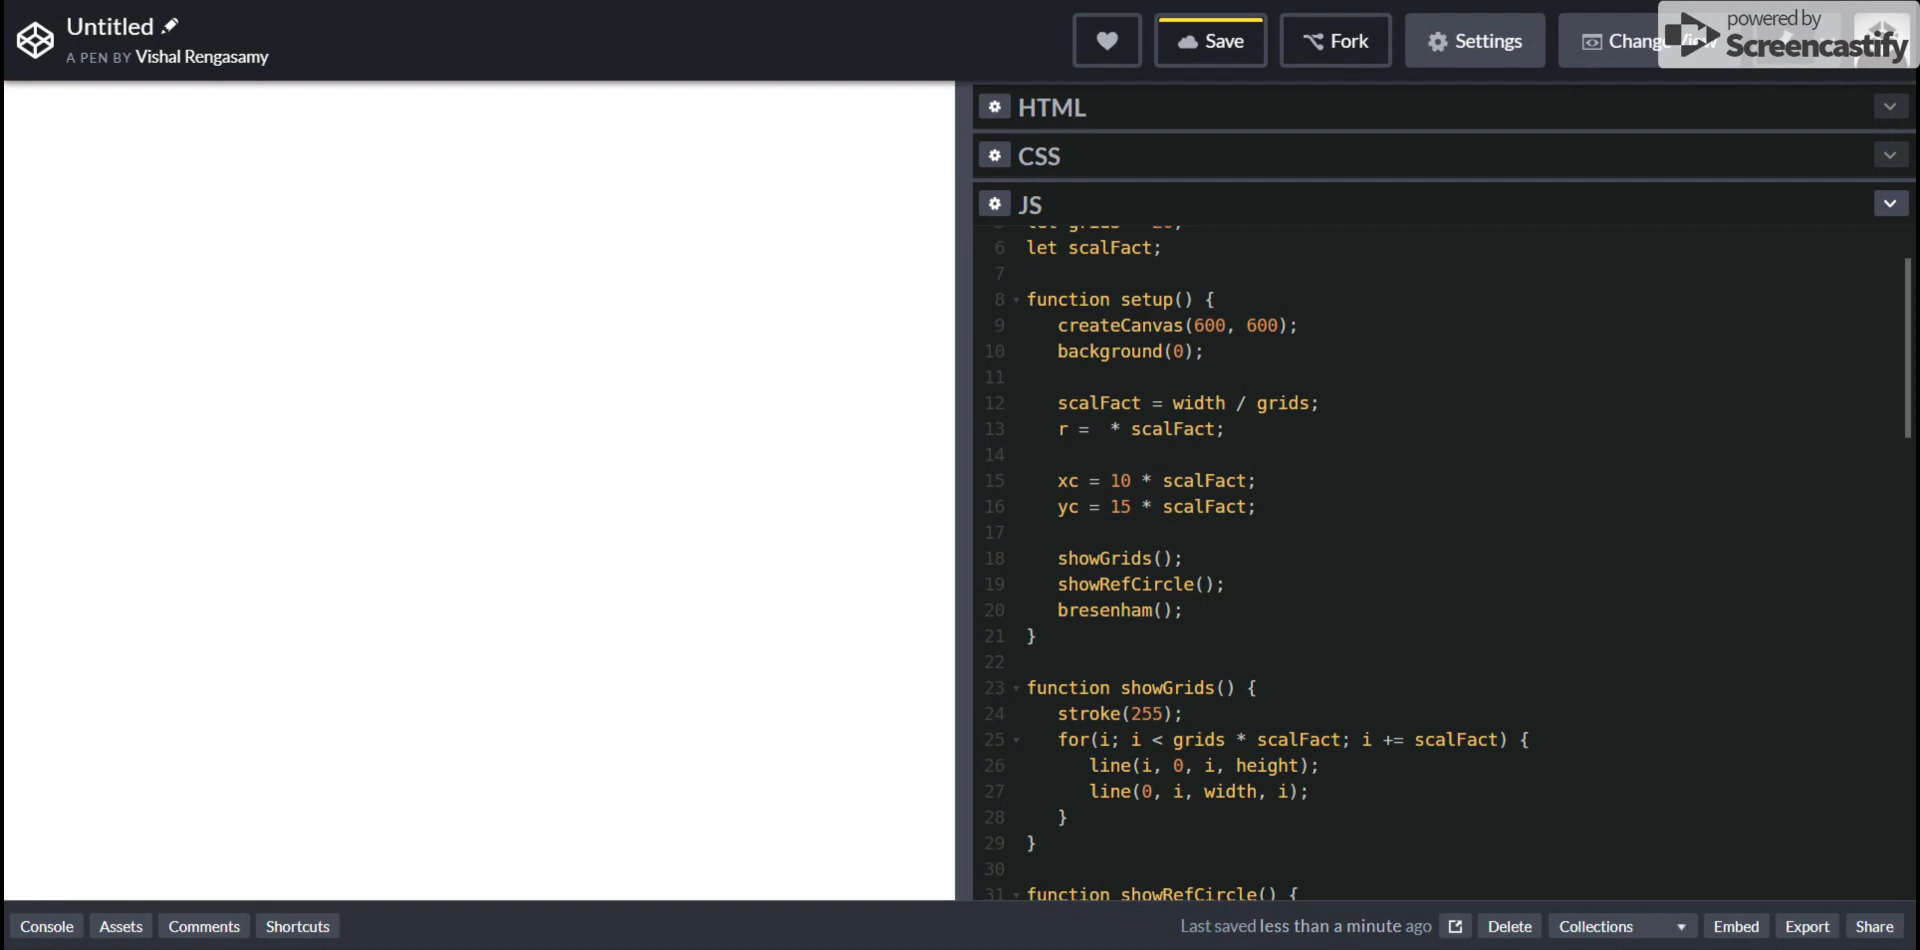 Untitled
A PEN BY Vishal Rengasamy
Save
Fork
Settings
powered by
Screencastify
HTML
CSS
JS
6 let scalFact;
7
8 function setup() {
9 createCanvas(600, 600);
10 background(0);
11
12 scalFact = width / grids;
13 r =  * scalFact;
14
15 xc = 10 * scalFact;
16 yc = 15 * scalFact;
17
18 showGrids();
19 showRefCircle();
20 bresenham();
21 }
22
23 function showGrids() {
24 stroke(255);
25 for(i; i < grids * scalFact; i += scalFact) {
26 line(i, 0, i, height);
27 line(0, i, width, i);
28 }
29 }
30
31 function showRefCircle() {
Console
Assets
Comments
Shortcuts
Last saved less than a minute ago
Delete
Collections
Embed
Export
Share